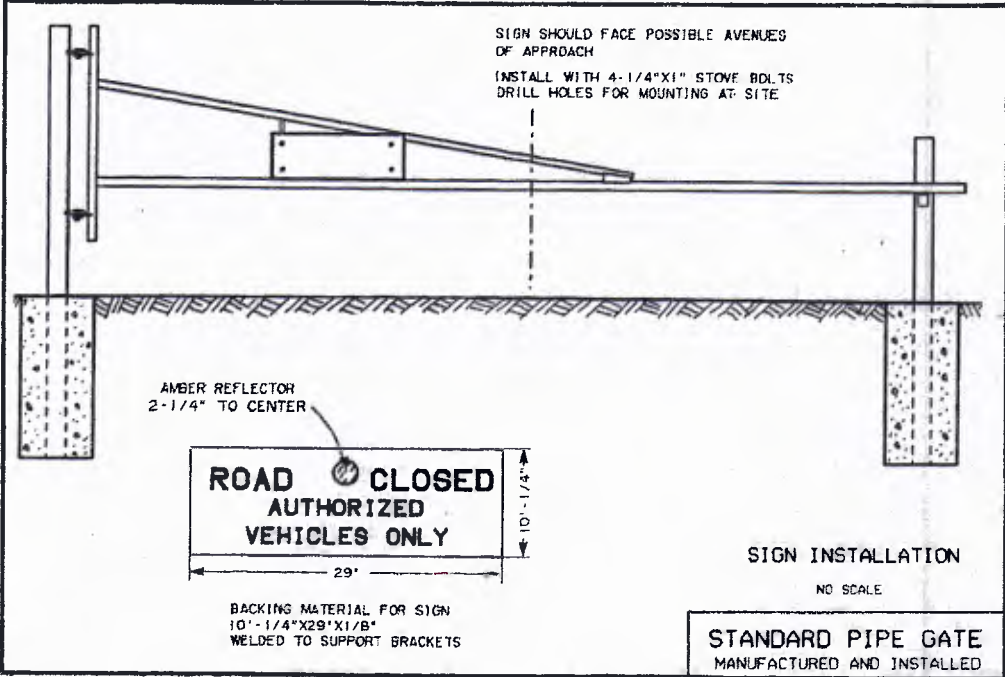 SIGN SHOULD FACE POSSIBLE AVENUES
OF APPROACH
INSTALL WITH 4-1/4"X1" STOVE BOLTS
DRILL HOLES FOR MOUNTING AT SITE
AMBER REFLECTOR
2-1/4" TO CENTER
ROAD CLOSED
AUTHORIZED
VEHICLES ONLY
10'-1/4"
29'
BACKING MATERIAL FOR SIGN
10'-1/4"X29'X1/8"
WELDED TO SUPPORT BRACKETS
SIGN INSTALLATION
NO SCALE
STANDARD PIPE GATE
MANUFACTURED AND INSTALLED